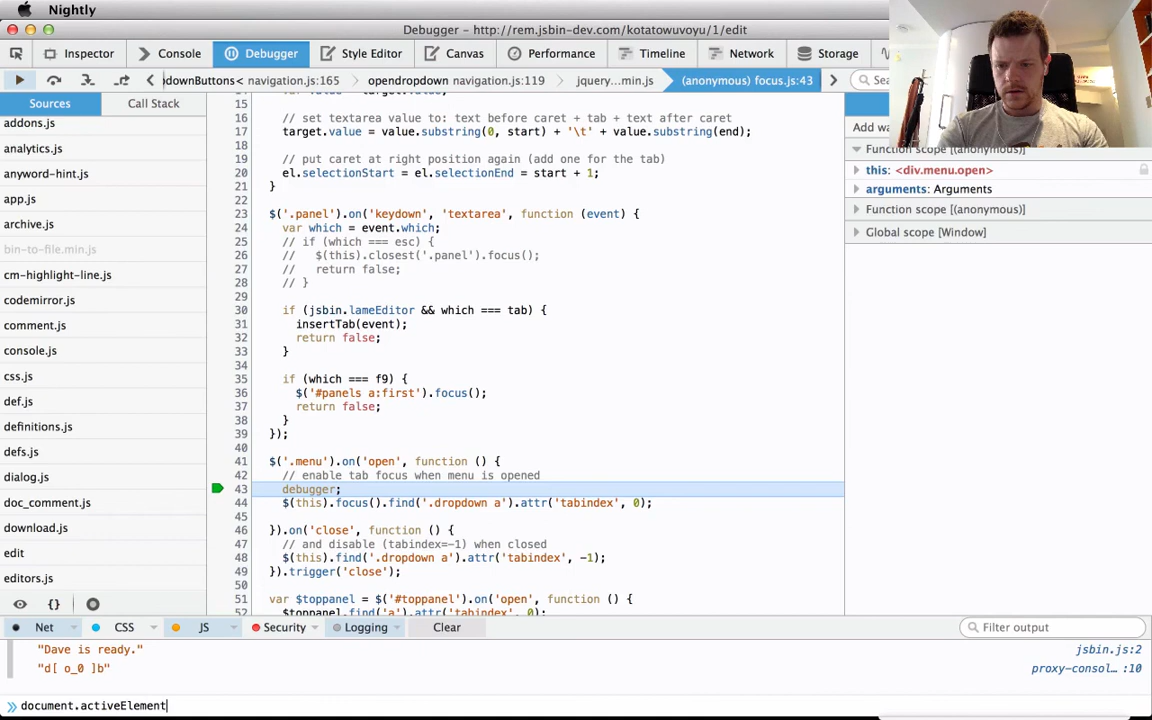 Nightly
Debugger - http://rem.jsbin-dev.com/kotatowuvoyu/1/edit
Inspector Console Debugger Style Editor Canvas Performance Timeline Network Storage
downButtons< navigation.js:165 opendropdown navigation.js:119 jquery...min.js (anonymous) focus.js:43 Sea
Sources Call Stack
addons.js
analytics.js
anyword-hint.js
app.js
archive.js
bin-to-file.min.js
cm-highlight-line.js
codemirror.js
comment.js
console.js
css.js
def.js
definitions.js
defs.js
dialog.js
doc_comment.js
download.js
edit
editors.js
15
16 // set textarea value to: text before caret + tab + text after caret
17 target.value = value.substring(0, start) + '\t' + value.substring(end);
18
19 // put caret at right position again (add one for the tab)
20 el.selectionStart = el.selectionEnd = start + 1;
21 }
22
23 $('.panel').on('keydown', 'textarea', function (event) {
24 var which = event.which;
25 // if (which === esc) {
26 //   $(this).closest('.panel').focus();
27 //   return false;
28 // }
29
30 if (jsbin.lameEditor && which === tab) {
31 insertTab(event);
32 return false;
33 }
34
35 if (which === f9) {
36 $('#panels a:first').focus();
37 return false;
38 }
39 });
40
41 $('.menu').on('open', function () {
42 // enable tab focus when menu is opened
43 debugger;
44 $(this).focus().find('.dropdown a').attr('tabindex', 0);
45
46 }).on('close', function () {
47 // and disable (tabindex=-1) when closed
48 $(this).find('.dropdown a').attr('tabindex', -1);
49 }).trigger('close');
50
51 var $toppanel = $('#toppanel').on('open', function () {
52 $toppanel.find('a').attr('tabindex', 0);
Add wa
Function scope [(anonymous)]
this: <div.menu.open>
arguments: Arguments
Function scope [(anonymous)]
Global scope [Window]
Net CSS JS Security Logging Clear Filter output
"Dave is ready." jsbin.js:2
"d[ o_0 ]b" proxy-consol... :10
document.activeElement